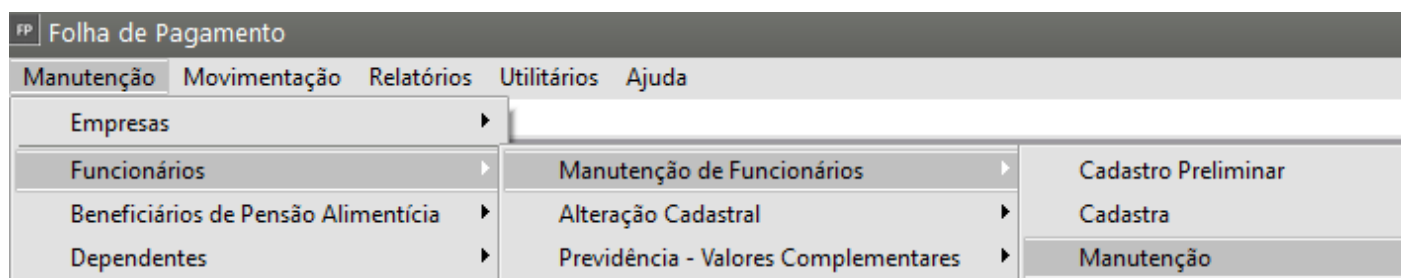 FP Folha de Pagamento
Manutenção Movimentação Relatórios Utilitários Ajuda
Empresas
Funcionários Manutenção de Funcionários Cadastro Preliminar
Beneficiários de Pensão Alimentícia Alteração Cadastral Cadastra
Dependentes Previdência - Valores Complementares Manutenção